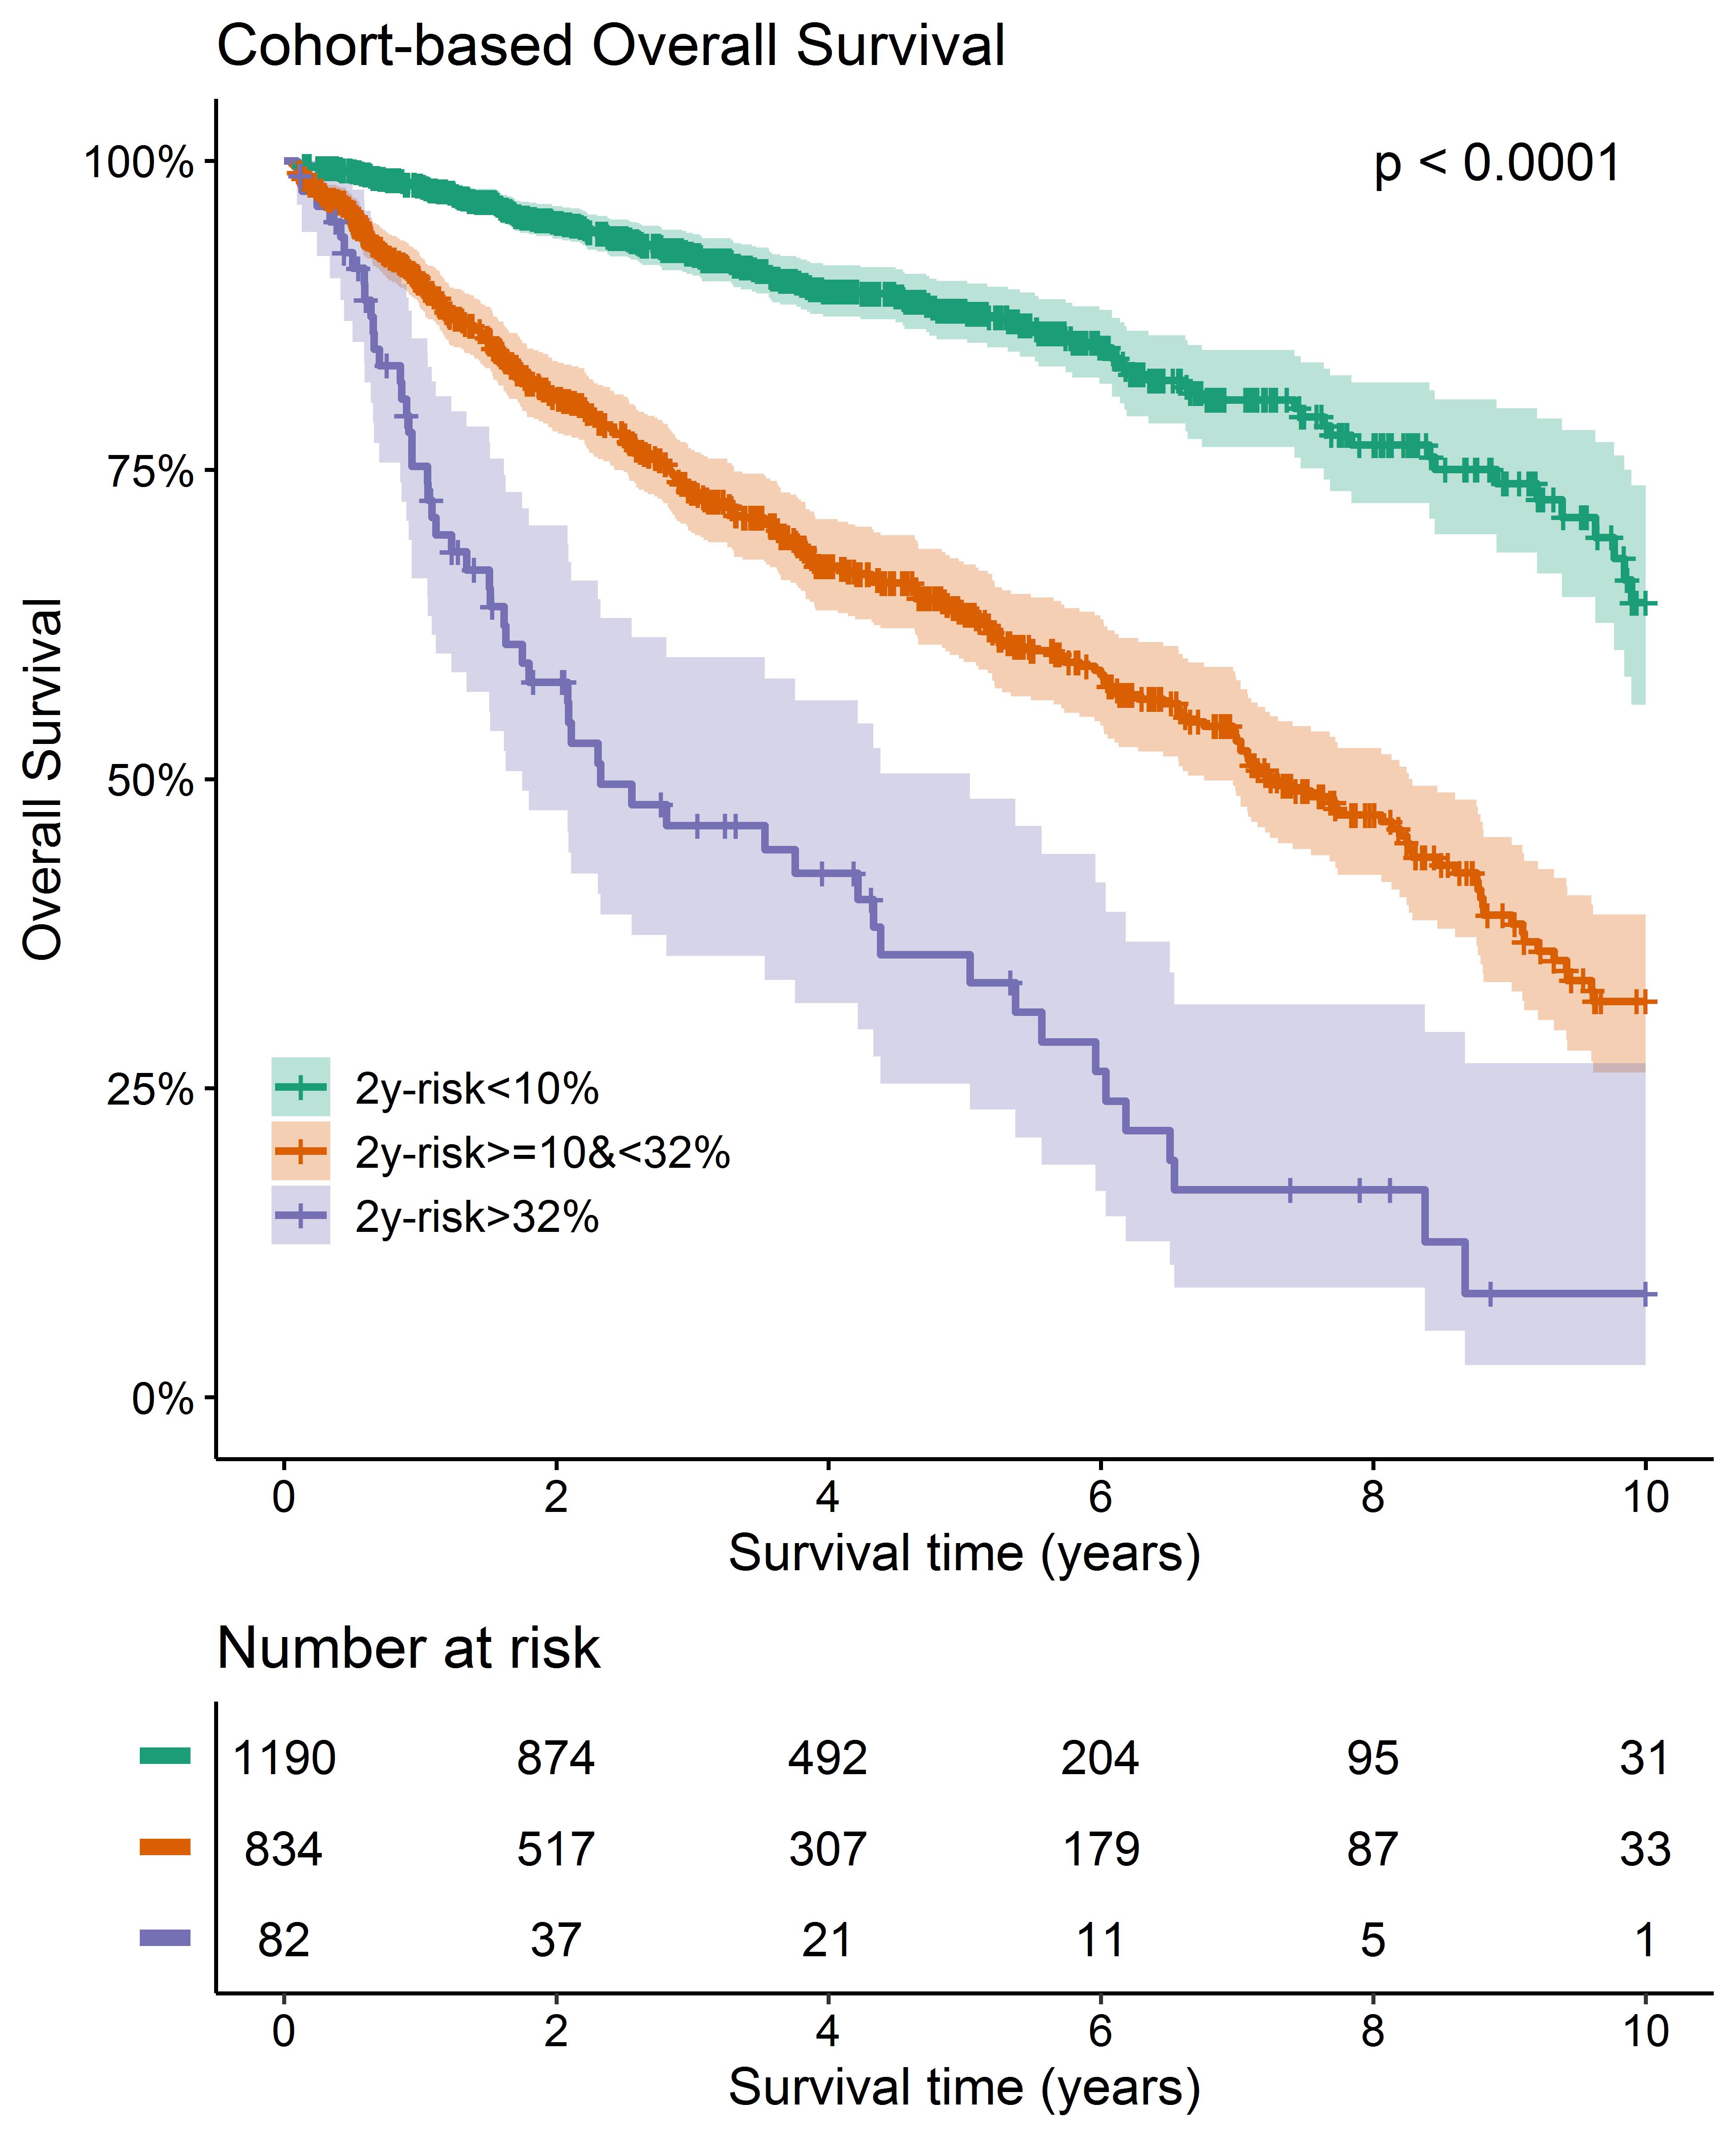 Cohort-based Overall Survival
p < 0.0001
100%
75%
50%
25%
0%
Overall Survival
2y-risk<10%
2y-risk>=10&<32%
2y-risk>32%
0 2 4 6 8 10
Survival time (years)
Number at risk
1190 874 492 204 95 31
834 517 307 179 87 33
82 37 21 11 5 1
0 2 4 6 8 10
Survival time (years)